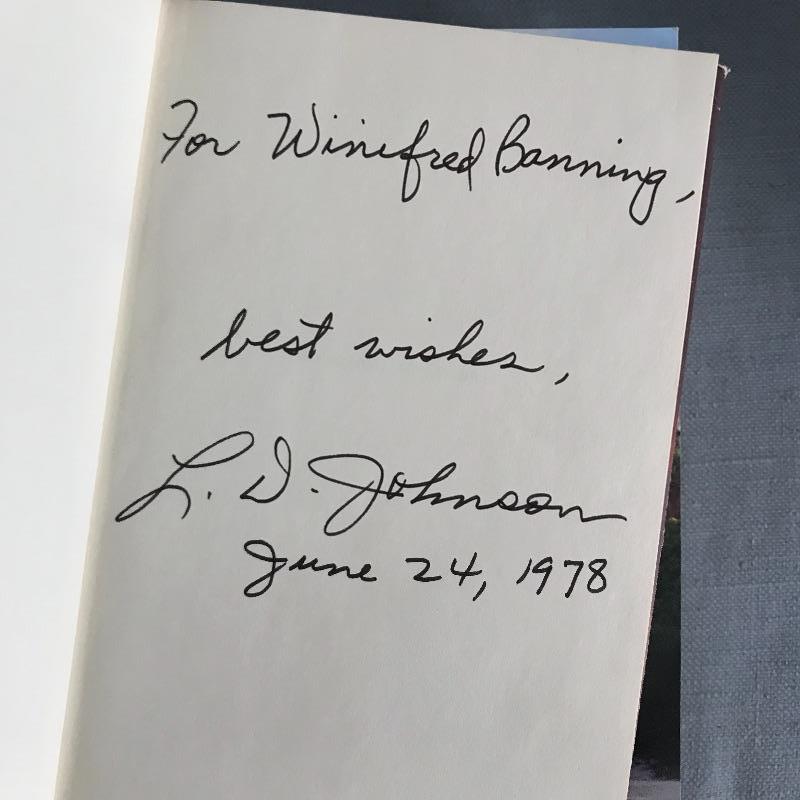 For Winifred Banning,
best wishes,
L. D. Johnson
June 24, 1978